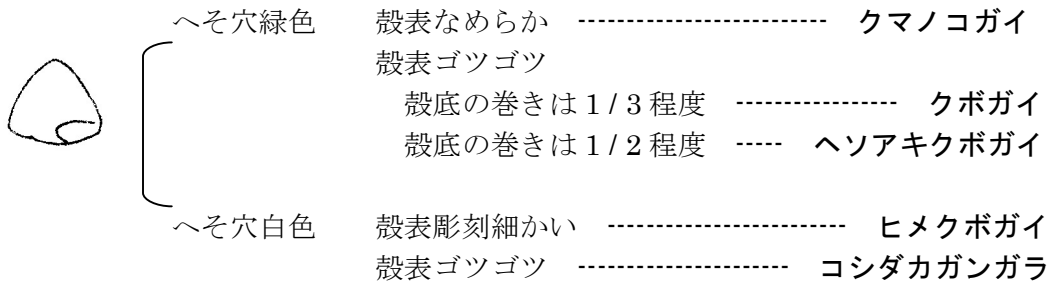 へそ穴緑色 殻表なめらか -------------------------- クマノコガイ
殻表ゴツゴツ
殻底の巻きは 1 / 3 程度 ----------------- クボガイ
殻底の巻きは 1 / 2 程度 ----- ヘソアキクボガイ
へそ穴白色 殻表彫刻細かい ------------------------- ヒメクボガイ
殻表ゴツゴツ ---------------------- コシダカガンガラ